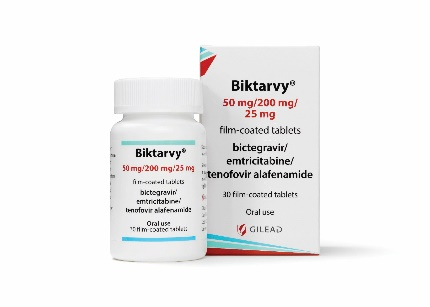 Biktarvy®
50 mg/200 mg/
25 mg
film-coated tablets
bictegravir/
emtricitabine/
tenofovir alafenamide
30 film-coated tablets
Oral use
GILEAD
Biktarvy®
50 mg/200 mg/25 mg
film-coated tablets
bictegravir/
emtricitabine/
tenofovir alafenamide
Oral use
30 film-coated tablets